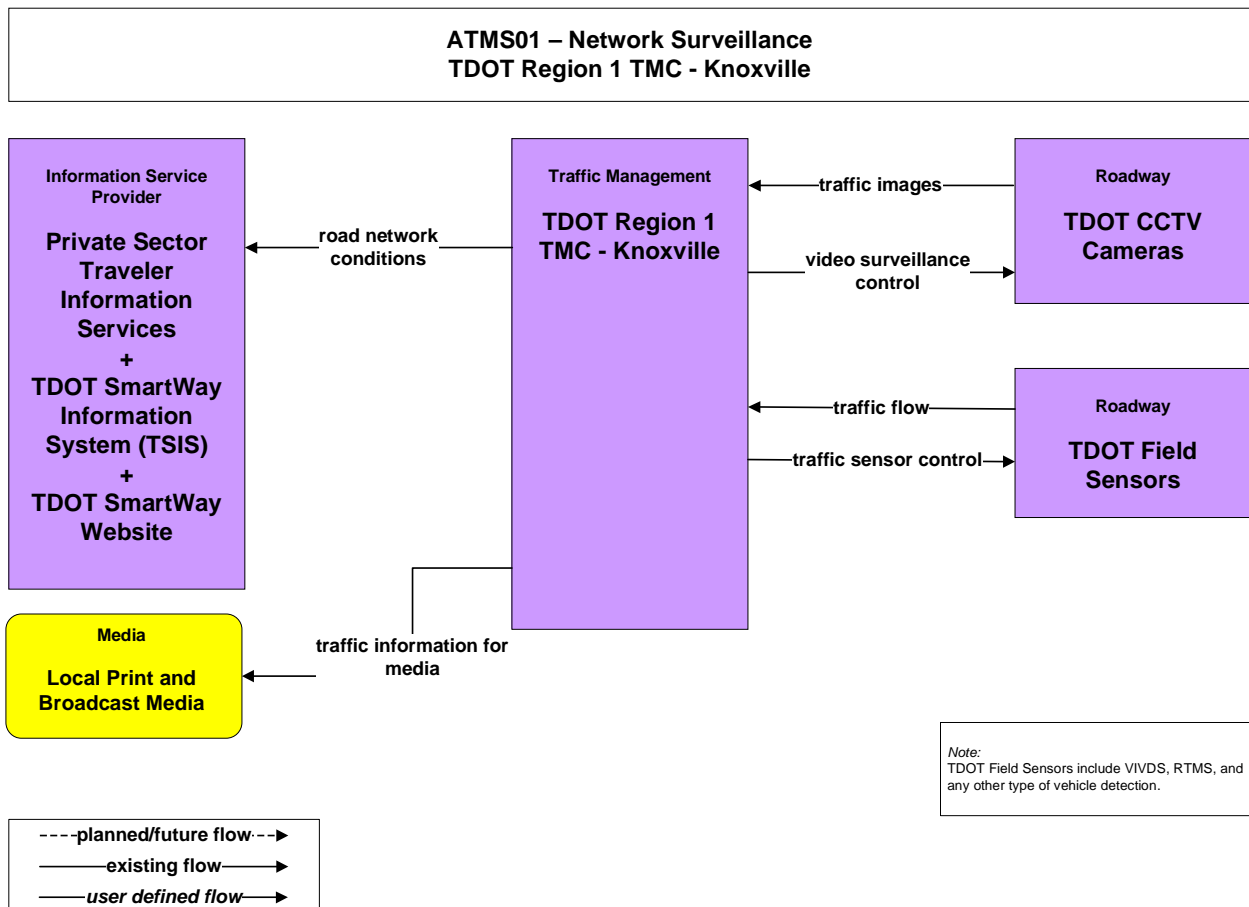 ATMS01 – Network Surveillance
TDOT Region 1 TMC - Knoxville
Information Service
Provider
Private Sector
Traveler
Information
Services
+
TDOT SmartWay
Information
System (TSIS)
+
TDOT SmartWay
Website
road network
conditions
Traffic Management
TDOT Region 1
TMC - Knoxville
traffic images
video surveillance
control
Roadway
TDOT CCTV
Cameras
traffic flow
traffic sensor control
Roadway
TDOT Field
Sensors
Media
Local Print and
Broadcast Media
traffic information for
media
Note:
TDOT Field Sensors include VIVDS, RTMS, and
any other type of vehicle detection.
planned/future flow
existing flow
user defined flow